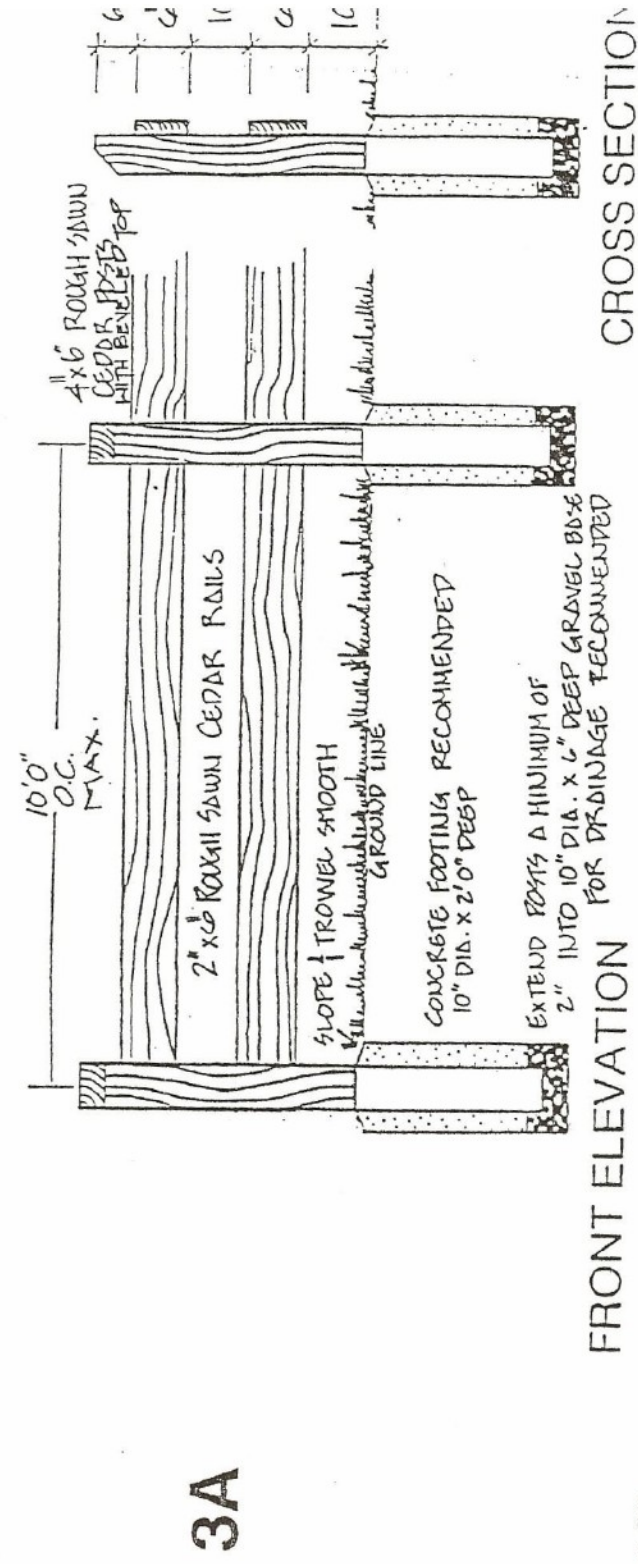 3A
10'0"
O.C.
MAX.
4"x6" ROUGH SAWN
CEDAR POSTS
WITH BEVELED TOP
2"x6" ROUGH SAWN CEDAR RAILS
SLOPE & TROWEL SMOOTH
GROUND LINE
CONCRETE FOOTING RECOMMENDED
10" DIA. X 2'0" DEEP
EXTEND POSTS A MINIMUM OF
2" INTO 10" DIA. X 6" DEEP GRAVEL BASE
FOR DRAINAGE RECOMMENDED
FRONT ELEVATION
CROSS SECTION